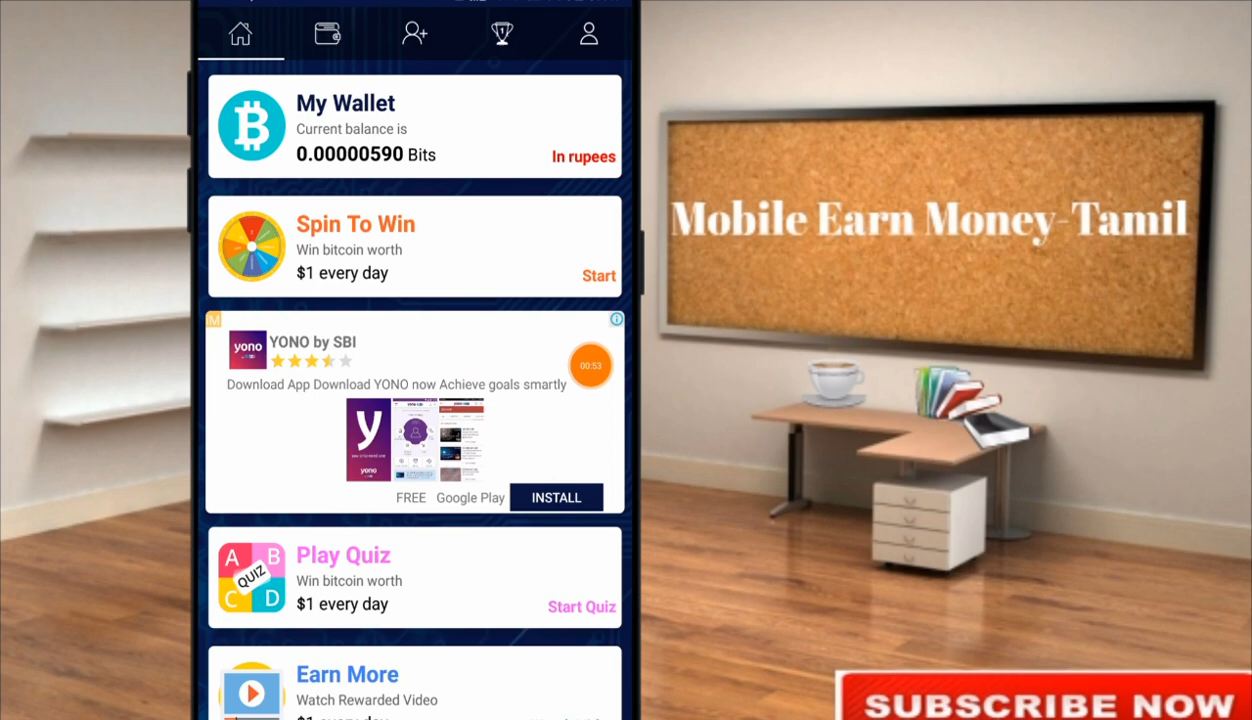 My Wallet
Current balance is
0.00000590 Bits
In rupees
Spin To Win
Win bitcoin worth
$1 every day
Start
yono
YONO by SBI
00:53
Download App Download YONO now Achieve goals smartly
y
yono
FREE Google Play INSTALL
A B
QUIZ
C D
Play Quiz
Win bitcoin worth
$1 every day
Start Quiz
Earn More
Watch Rewarded Video
Mobile Earn Money-Tamil
SUBSCRIBE NOW